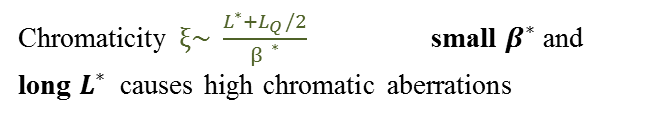 Chromaticity ξ~ (L*+L_Q/2)/β* small β* and
long L* causes high chromatic aberrations